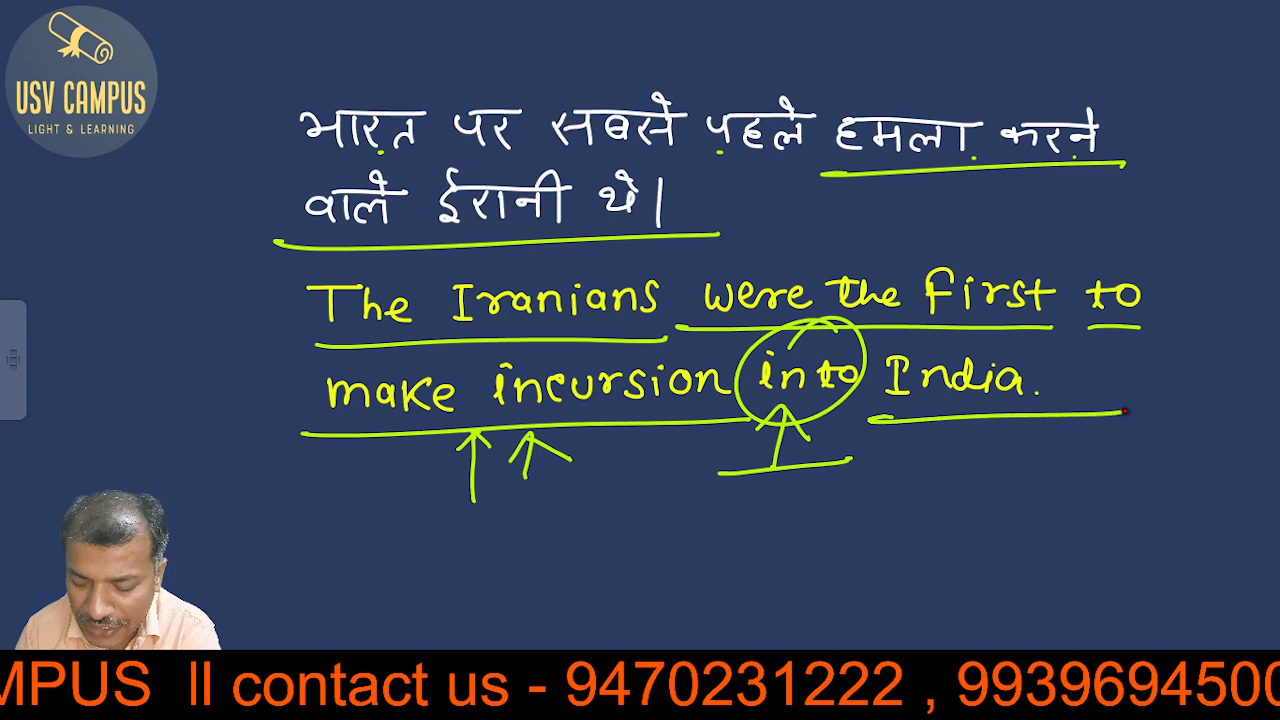 USV CAMPUS
LIGHT & LEARNING
भारत पर सबसे पहले हमला करने
वाले ईरानी थे।
The Iranians were the first to
make incursion into India.
MPUS ll contact us - 9470231222 , 9939694500